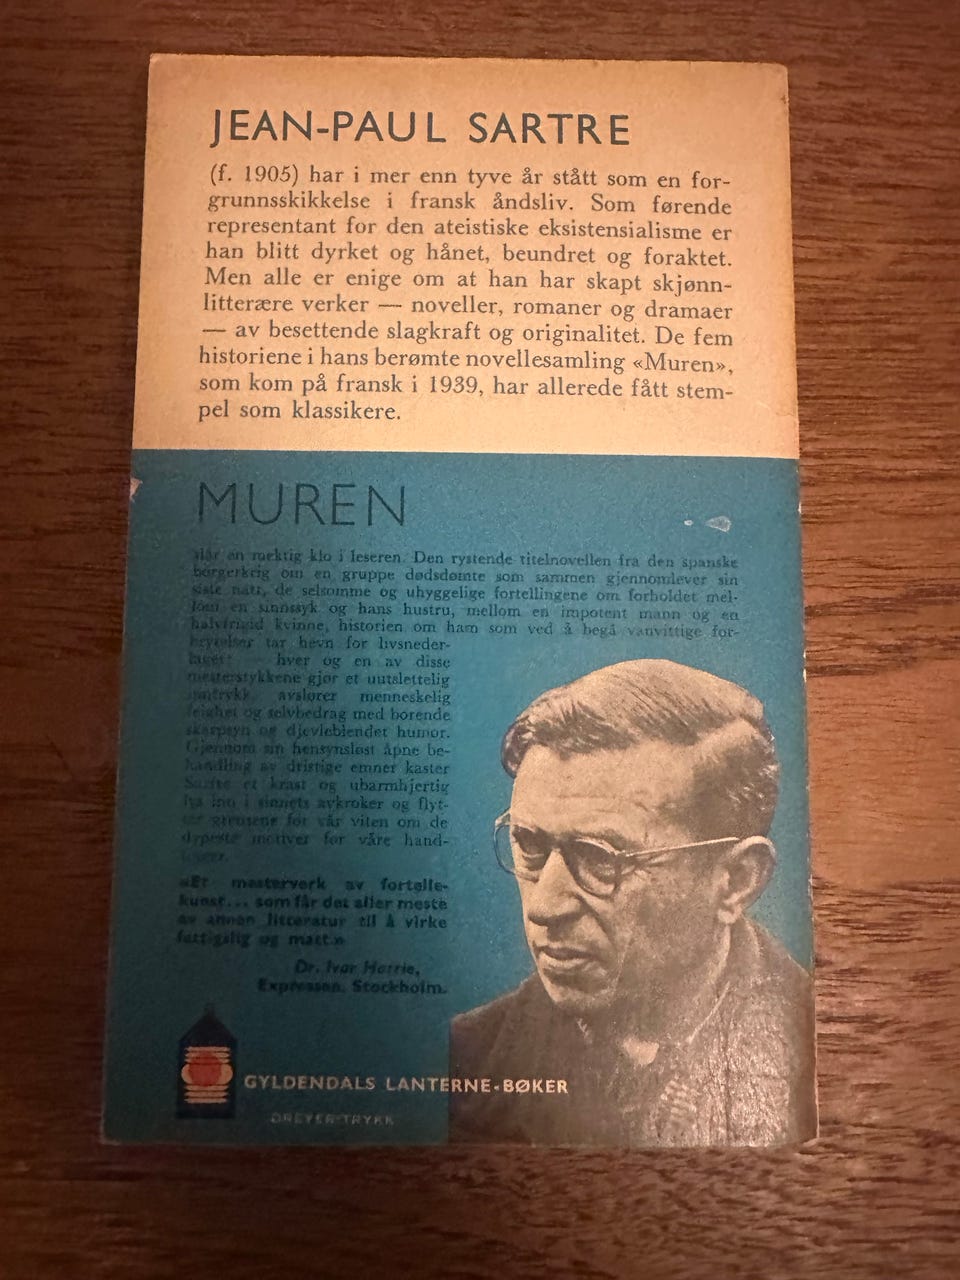 JEAN-PAUL SARTRE
(f. 1905) har i mer enn tyve år stått som en for-
grunnsskikkelse i fransk åndsliv. Som førende
representant for den ateistiske eksistensialisme er
han blitt dyrket og hånet, beundret og foraktet.
Men alle er enige om at han har skapt skjønn-
litterære verker — noveller, romaner og dramaer
— av besettende slagkraft og originalitet. De fem
historiene i hans berømte novellesamling «Muren»,
som kom på fransk i 1939, har allerede fått stem-
pel som klassikere.
MUREN
slår en mektig klo i leseren. Den rystende titelnovellen fra den spanske
borgerkrig om en gruppe dødsdømte som sammen gjennomlever sin
siste natt, de selsomme og uhyggelige fortellingene om forholdet mel-
lom en sinnssyk og hans hustru, mellom en impotent mann og en
halvfrigid kvinne, historien om ham som ved å begå vanvittige for-
brytelser tar hevn for livsneder-
laget: hver og en av disse
mesterstykkene gjør et uutslettelig
inntrykk, avslører menneskelig
feighet og selvbedrag med borende
skarpsyn og djevleblendet humor.
Gjennom sin hensynsløst åpne be-
handling av dristige emner kaster
Sartre et krast og ubarmhjertig
lys inn i sinnets avkroker og flyt-
ter grensene for vår viten om de
dypeste motiver for våre hand-
linger.
«Et mesterverk av fortelle-
kunst... som får det aller meste
av annen litteratur til å virke
fattigslig og matt.»
Dr. Ivar Harrie,
Expressen, Stockholm.
GYLDENDALS LANTERNE-BØKER
DREYER-TRYKK